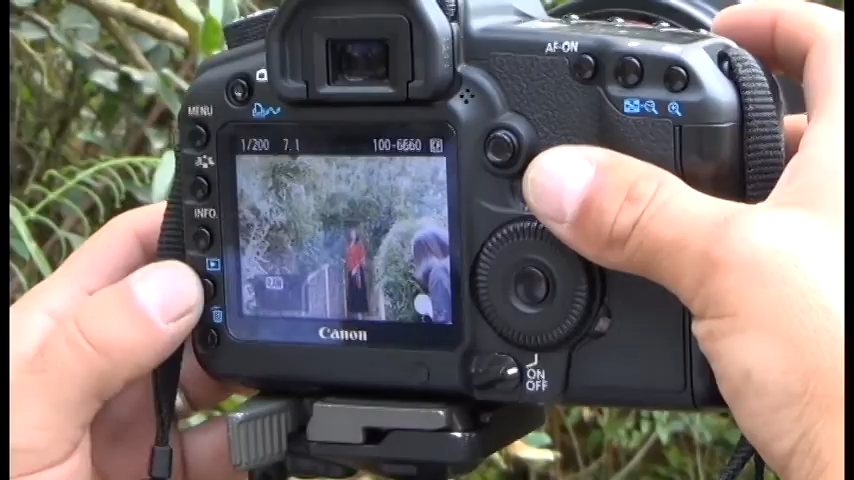 AF-ON
MENU
1/200 7.1 100-6660
INFO.
Canon
ON
OFF